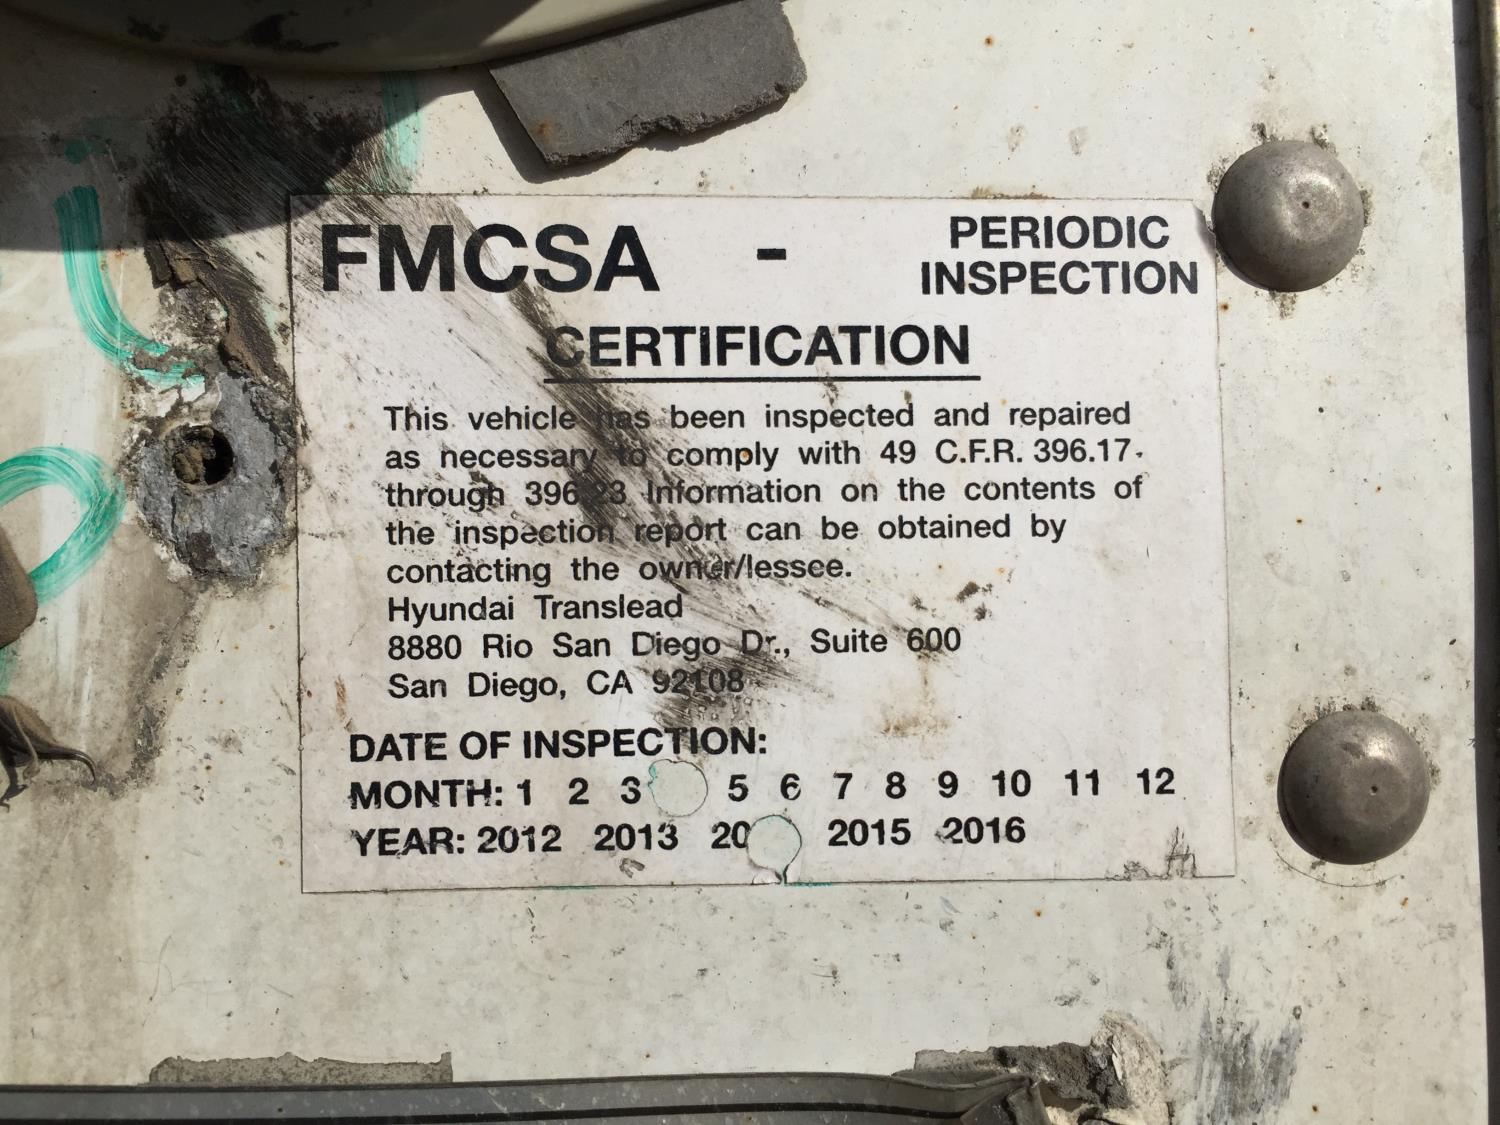 FMCSA - PERIODIC INSPECTION
CERTIFICATION
This vehicle has been inspected and repaired
as necessary to comply with 49 C.F.R. 396.17.
through 396.23 Information on the contents of
the inspection report can be obtained by
contacting the owner/lessee.
Hyundai Translead
8880 Rio San Diego Dr., Suite 600
San Diego, CA 92108
DATE OF INSPECTION:
MONTH: 1 2 3 5 6 7 8 9 10 11 12
YEAR: 2012 2013 20 2015 2016